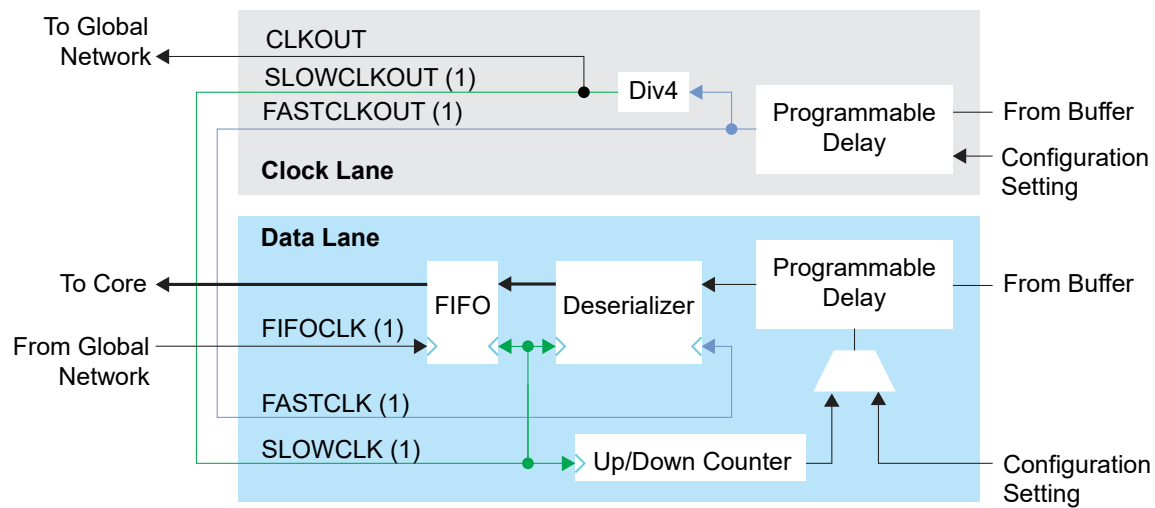 To Global
Network
CLKOUT
SLOWCLKOUT (1)
FASTCLKOUT (1)
Div4
Programmable
Delay
From Buffer
Configuration
Setting
Clock Lane
Data Lane
To Core
FIFO
Deserializer
Programmable
Delay
From Buffer
FIFOCLK (1)
From Global
Network
FASTCLK (1)
SLOWCLK (1)
Up/Down Counter
Configuration
Setting